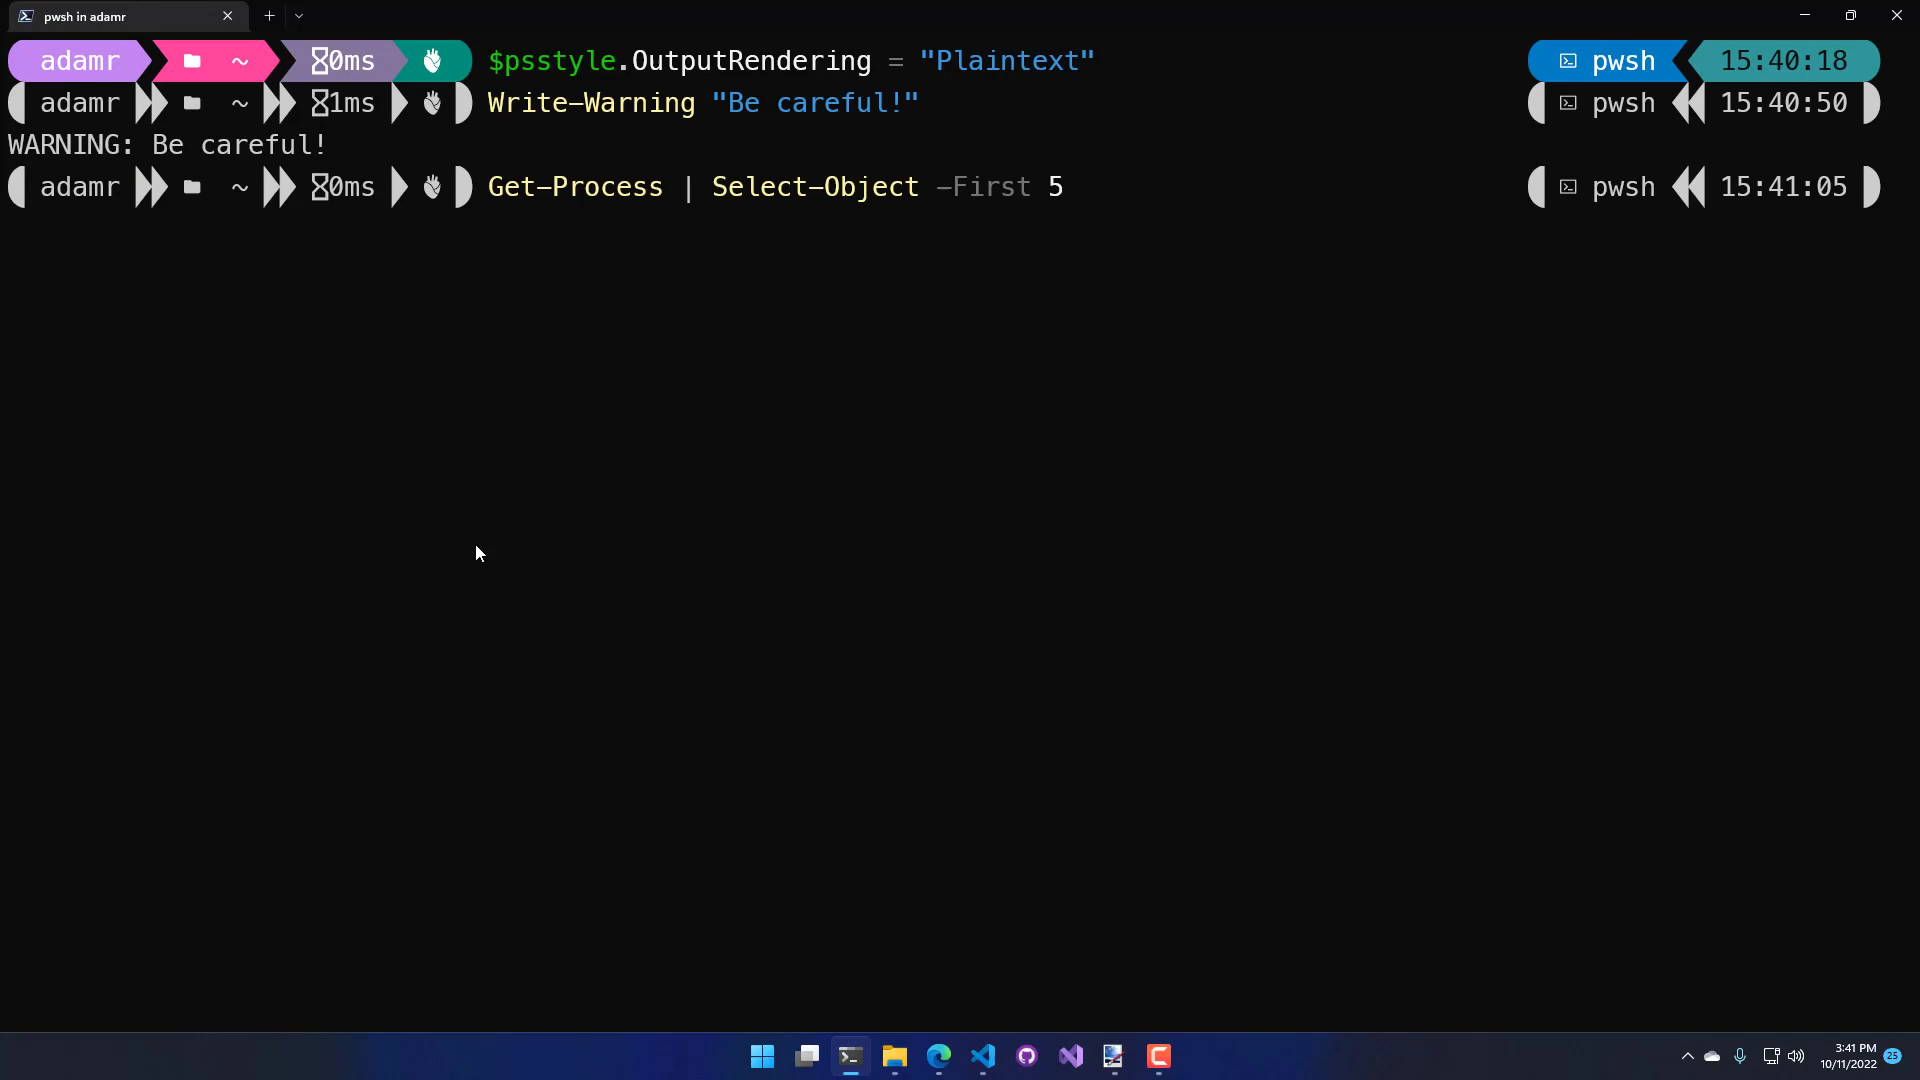 pwsh in adamr
adamr ~ 0ms $psstyle.OutputRendering = "Plaintext" pwsh 15:40:18
adamr ~ 1ms Write-Warning "Be careful!" pwsh 15:40:50
WARNING: Be careful!
adamr ~ 0ms Get-Process | Select-Object -First 5 pwsh 15:41:05
3:41 PM
10/11/2022 25